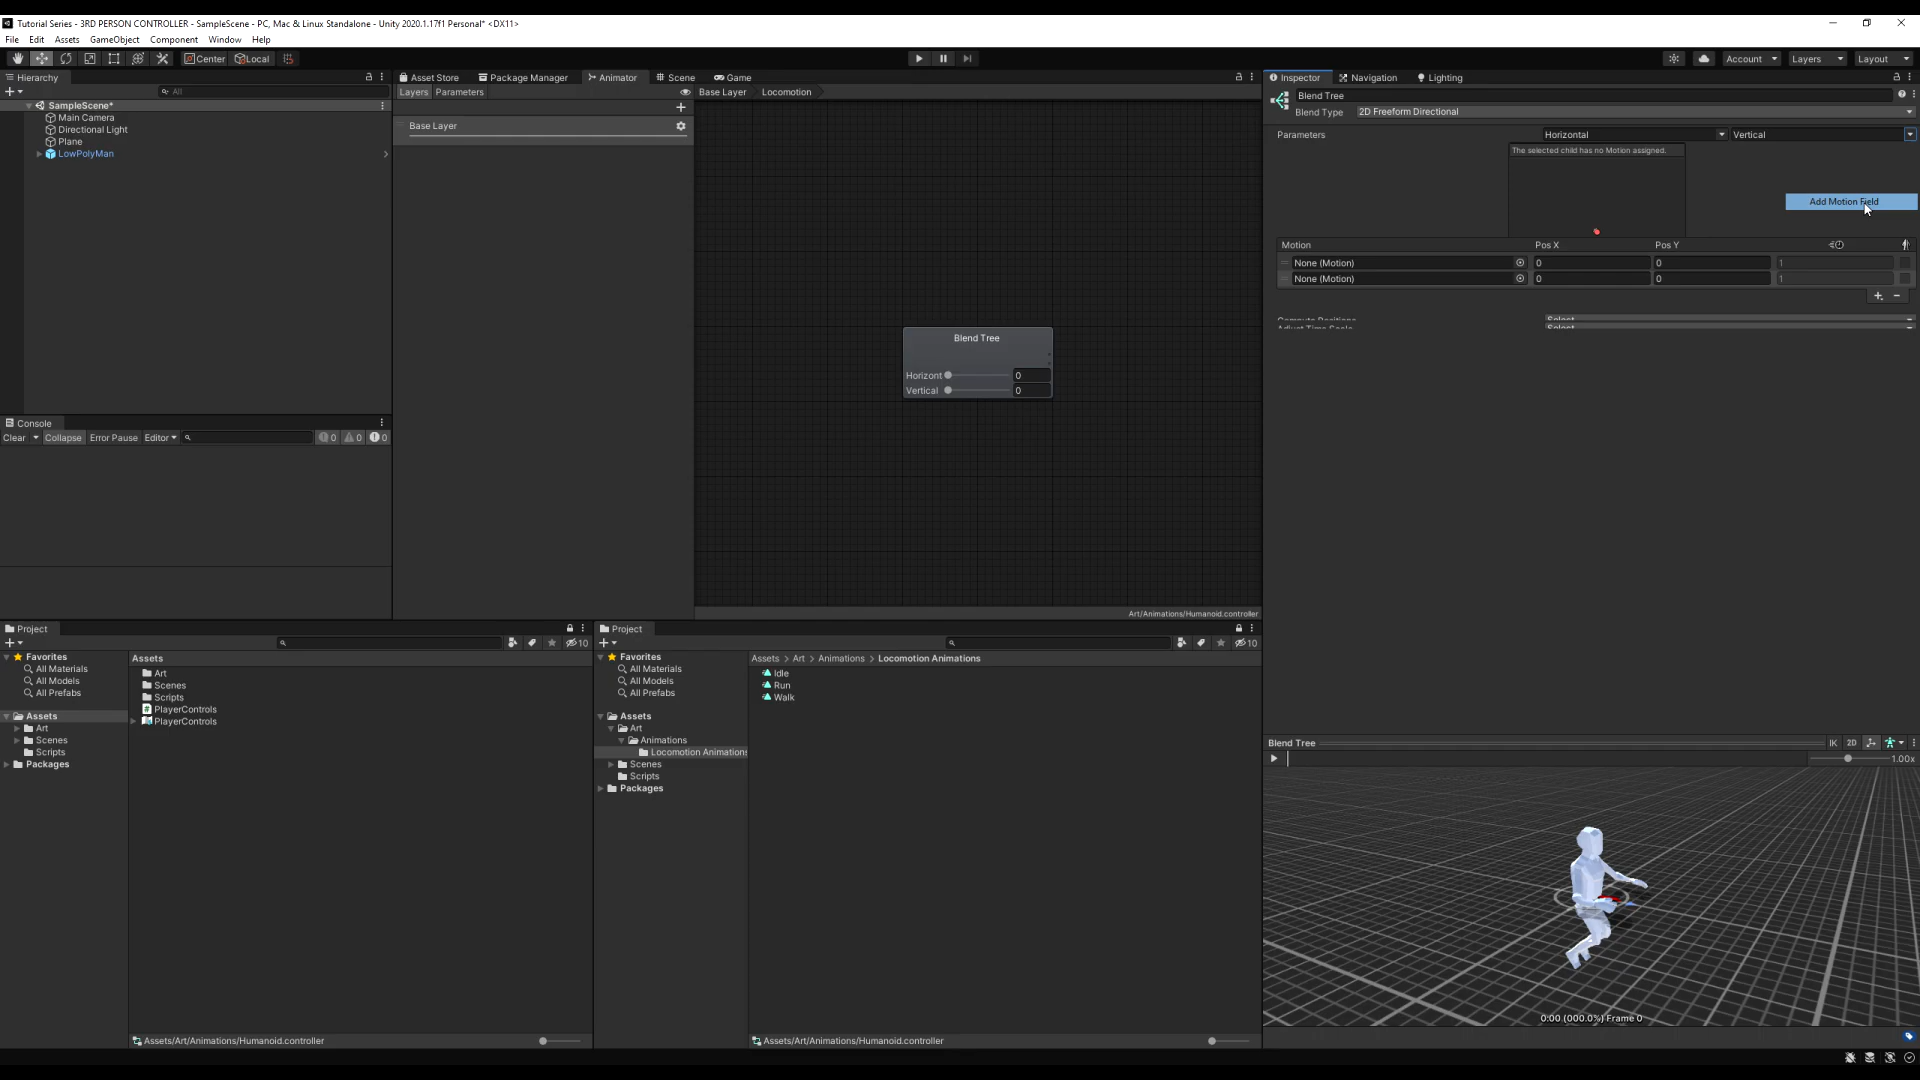 Tutorial Series - 3RD PERSON CONTROLLER - SampleScene - PC, Mac & Linux Standalone - Unity 2020.1.17f1 Personal* <DX11>
File Edit Assets GameObject Component Window Help
Center Local Account Layers Layout
Hierarchy
All
SampleScene*
Main Camera
Directional Light
Plane
LowPolyMan
Console
Clear Collapse Error Pause Editor 0 0 0
Asset Store Package Manager Animator Scene Game
Layers Parameters
Base Layer Locomotion
Base Layer
Blend Tree
Horizont 0
Vertical 0
Art/Animations/Humanoid.controller
Inspector Navigation Lighting
Blend Tree
Blend Type 2D Freeform Directional
Parameters Horizontal Vertical
The selected child has no Motion assigned.
Add Motion Field
Motion Pos X Pos Y
None (Motion) 0 0 1
None (Motion) 0 0 1
Compute Positions Select
Adjust Time Scale Select
Blend Tree IK 2D
1.00x
0:00 (000.0%) Frame 0
Project
10
Favorites
All Materials
All Models
All Prefabs
Assets
Art
Scenes
Scripts
Packages
Assets
Art
Scenes
Scripts
PlayerControls
PlayerControls
Assets/Art/Animations/Humanoid.controller
Project
10
Favorites
All Materials
All Models
All Prefabs
Assets
Art
Animations
Locomotion Animations
Scenes
Scripts
Packages
Assets > Art > Animations > Locomotion Animations
Idle
Run
Walk
Assets/Art/Animations/Humanoid.controller